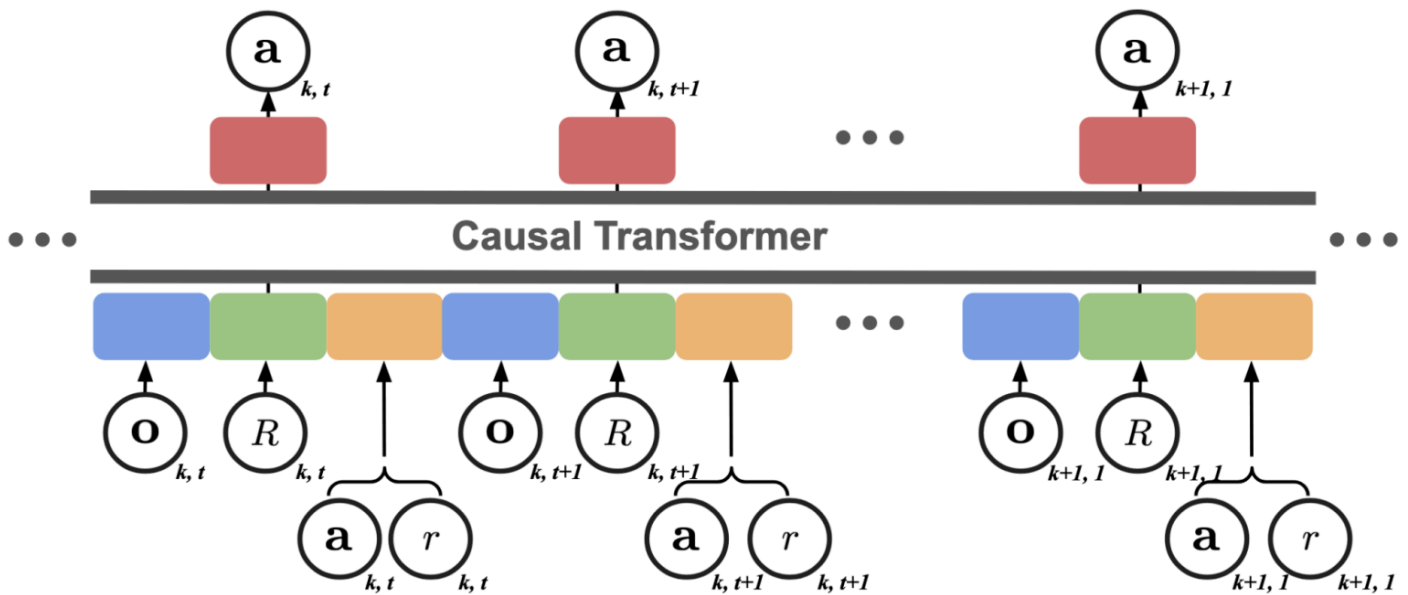 a k, t a k, t+1 a k+1, 1
Causal Transformer
o k, t R k, t o k, t+1 R k, t+1 o k+1, 1 R k+1, 1
a k, t r k, t a k, t+1 r k, t+1 a k+1, 1 r k+1, 1